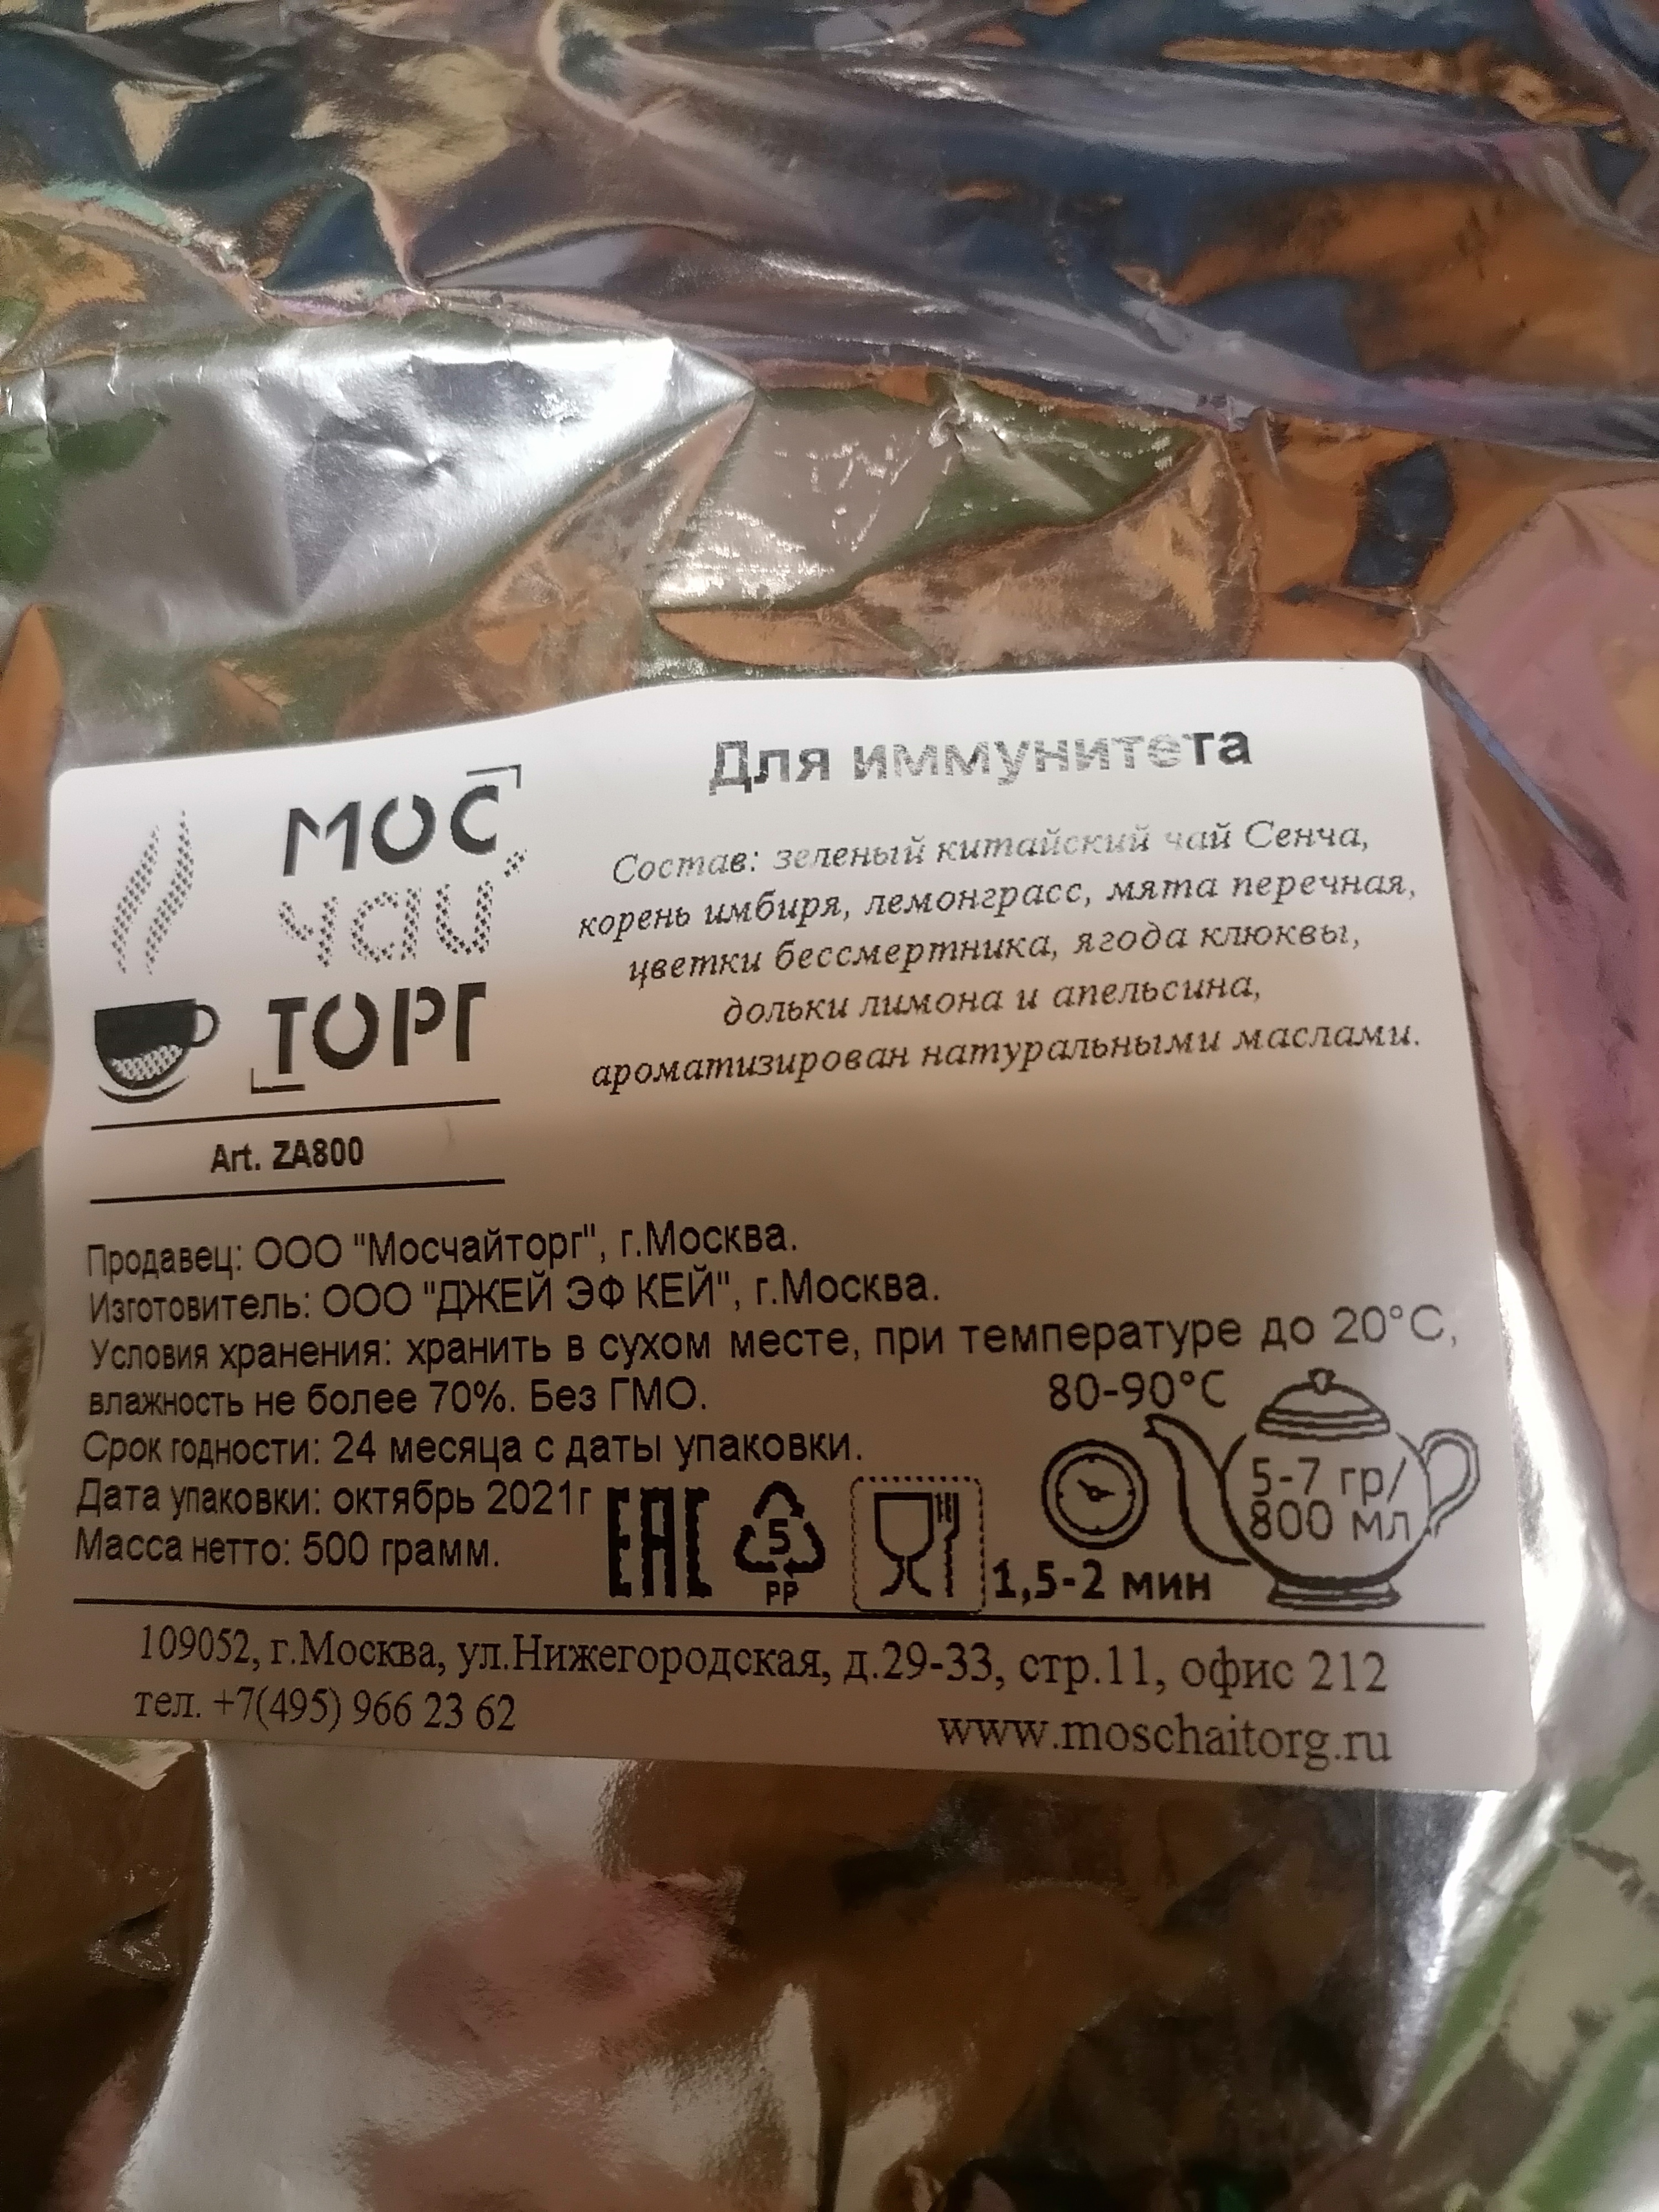 МОС
ЧАЙ
ТОРГ
Art. ZA800
Для иммунитета
Состав: зеленый китайский чай Сенча,
корень имбиря, лемонграсс, мята перечная,
цветки бессмертника, ягода клюквы,
дольки лимона и апельсина,
ароматизирован натуральными маслами.
Продавец: ООО "Мосчайторг", г.Москва.
Изготовитель: ООО "ДЖЕЙ ЭФ КЕЙ", г.Москва.
Условия хранения: хранить в сухом месте, при температуре до 20°С,
влажность не более 70%. Без ГМО.
Срок годности: 24 месяца с даты упаковки.
Дата упаковки: октябрь 2021г
Масса нетто: 500 грамм.
EAC
5
PP
80-90°С
5-7 гр/
800 мл
1,5-2 мин
109052, г.Москва, ул.Нижегородская, д.29-33, стр.11, офис 212
тел. +7(495) 966 23 62
www.moschaitorg.ru